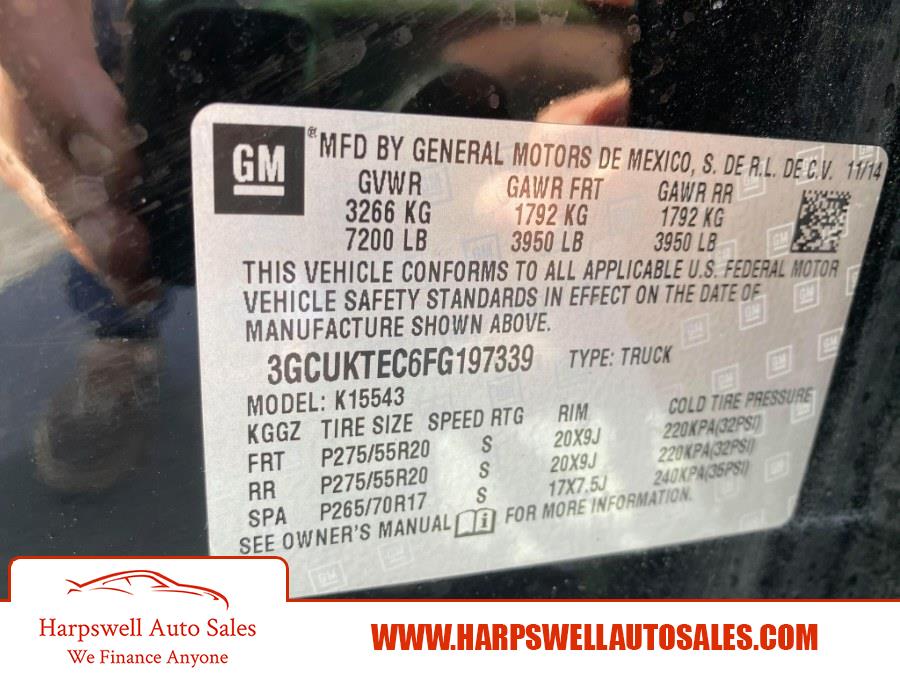 GM
® MFD BY GENERAL MOTORS DE MEXICO, S. DE R.L. DE C.V. 11/14
GVWR GAWR FRT GAWR RR
3266 KG 1792 KG 1792 KG
7200 LB 3950 LB 3950 LB
THIS VEHICLE CONFORMS TO ALL APPLICABLE U.S. FEDERAL MOTOR
VEHICLE SAFETY STANDARDS IN EFFECT ON THE DATE OF
MANUFACTURE SHOWN ABOVE.
3GCUKTEC6FG197339 TYPE: TRUCK
MODEL: K15543
KGGZ TIRE SIZE SPEED RTG RIM COLD TIRE PRESSURE
FRT P275/55R20 S 20X9J 220KPA(32PSI)
RR P275/55R20 S 20X9J 220KPA(32PSI)
SPA P265/70R17 S 17X7.5J 240KPA(35PSI)
SEE OWNER'S MANUAL FOR MORE INFORMATION.
Harpswell Auto Sales
We Finance Anyone
WWW.HARPSWELLAUTOSALES.COM